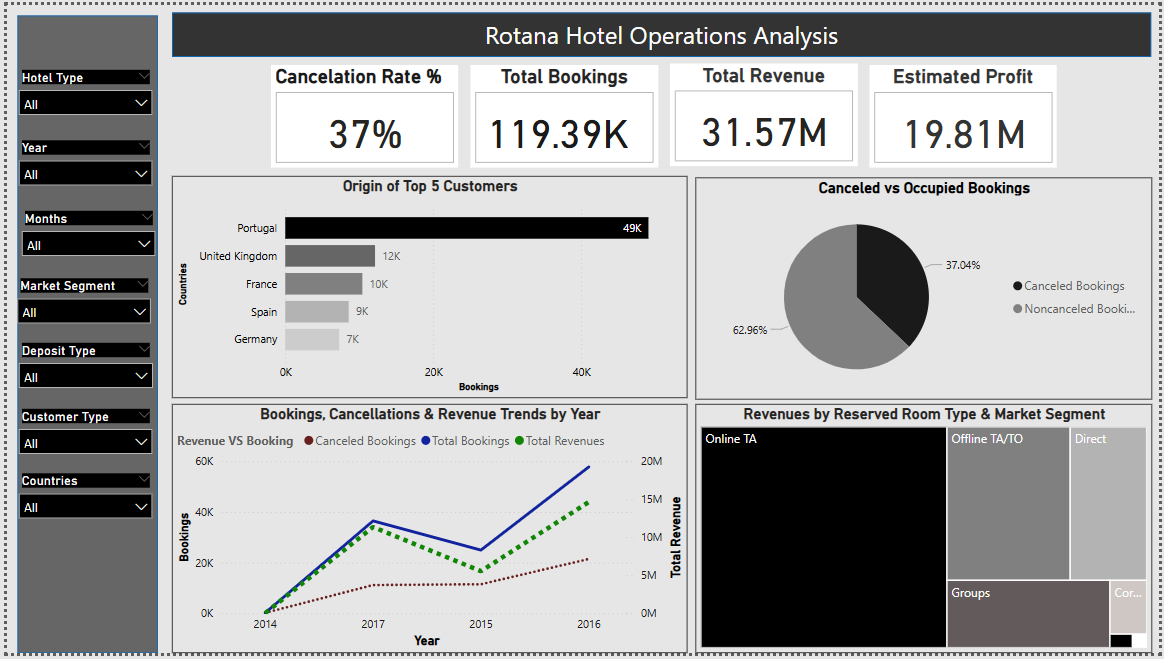 Rotana Hotel Operations Analysis
Hotel Type
All
Year
All
Months
All
Market Segment
All
Deposit Type
All
Customer Type
All
Countries
All
Cancelation Rate %
37%
Total Bookings
119.39K
Total Revenue
31.57M
Estimated Profit
19.81M
Origin of Top 5 Customers
Countries
Portugal 49K
United Kingdom 12K
France 10K
Spain 9K
Germany 7K
0K 20K 40K
Bookings
Canceled vs Occupied Bookings
37.04%
62.96%
Canceled Bookings
Noncanceled Booki...
Bookings, Cancellations & Revenue Trends by Year
Revenue VS Booking Canceled Bookings Total Bookings Total Revenues
Bookings
60K
40K
20K
0K
20M
15M
10M
5M
0M
Total Revenue
2014 2017 2015 2016
Year
Revenues by Reserved Room Type & Market Segment
Online TA
Offline TA/TO
Direct
Groups
Cor...